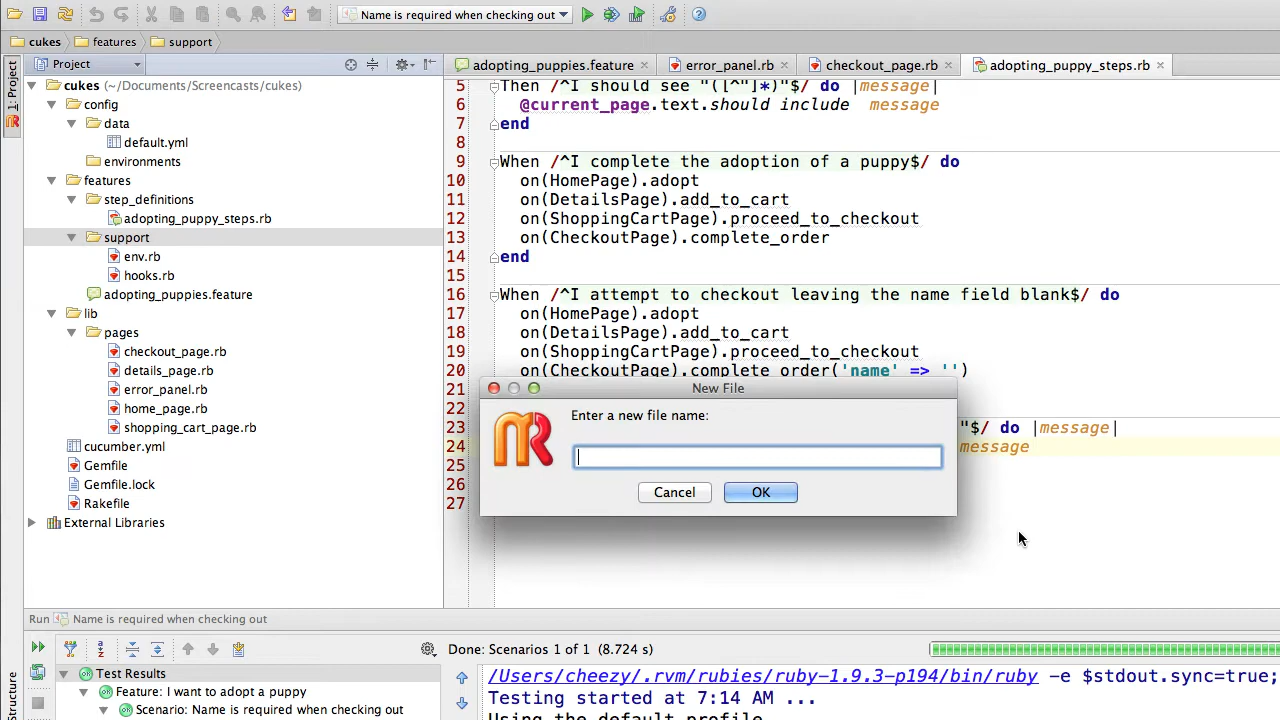 Name is required when checking out
cukes features support
1: Project
Project
adopting_puppies.feature error_panel.rb checkout_page.rb adopting_puppy_steps.rb
cukes (~/Documents/Screencasts/cukes)
config
data
default.yml
environments
features
step_definitions
adopting_puppy_steps.rb
support
env.rb
hooks.rb
adopting_puppies.feature
lib
pages
checkout_page.rb
details_page.rb
error_panel.rb
home_page.rb
shopping_cart_page.rb
cucumber.yml
Gemfile
Gemfile.lock
Rakefile
External Libraries
5 Then /^I should see "([^"]*)"$/ do |message|
6 @current_page.text.should include message
7 end
8
9 When /^I complete the adoption of a puppy$/ do
10 on(HomePage).adopt
11 on(DetailsPage).add_to_cart
12 on(ShoppingCartPage).proceed_to_checkout
13 on(CheckoutPage).complete_order
14 end
15
16 When /^I attempt to checkout leaving the name field blank$/ do
17 on(HomePage).adopt
18 on(DetailsPage).add_to_cart
19 on(ShoppingCartPage).proceed_to_checkout
20 on(CheckoutPage).complete_order('name' => '')
21
22
23 "$/ do |message|
24 message
25
26
27
New File
Enter a new file name:
Cancel OK
Run Name is required when checking out
Done: Scenarios 1 of 1 (8.724 s)
Test Results
Feature: I want to adopt a puppy
Scenario: Name is required when checking out
/Users/cheezy/.rvm/rubies/ruby-1.9.3-p194/bin/ruby -e $stdout.sync=true;
Testing started at 7:14 AM ...
Using the default profile
Structure